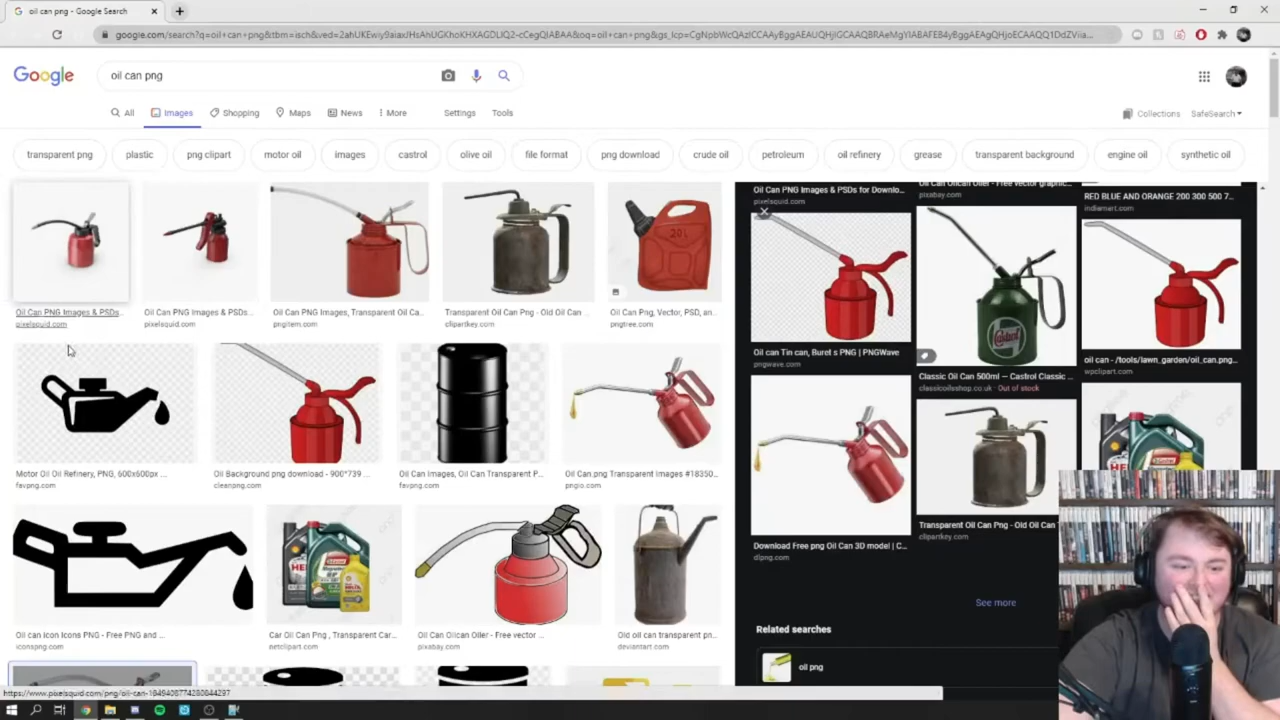 oil can png - Google Search
Google
oil can png
All
Images
Shopping
Maps
News
More
Settings
Tools
Collections
SafeSearch
transparent png
plastic
png clipart
motor oil
images
castrol
olive oil
file format
png download
crude oil
petroleum
oil refinery
grease
transparent background
engine oil
synthetic oil
Oil Can PNG Images & PSDs...
pixelsquid.com
Oil Can PNG Images & PSDs...
pixelsquid.com
Oil Can PNG Images, Transparent Oil Ca...
pngitem.com
Transparent Oil Can Png - Old Oil Can ...
clipartkey.com
20L
Oil Can Png, Vector, PSD, an...
pngtree.com
Motor Oil Oil Refinery, PNG, 600x600px ...
favpng.com
Oil Background png download - 900*739 ...
cleanpng.com
Oil Can Images, Oil Can Transparent P...
favpng.com
Oil Can.png Transparent Images #18350...
pngio.com
Oil can icon Icons PNG - Free PNG and ...
iconspng.com
Car Oil Can Png , Transparent Car...
netclipart.com
Oil Can Oilcan Oiler - Free vector ...
pixabay.com
Old oil can transparent pn...
deviantart.com
Oil Can PNG Images & PSDs for Downlo...
pixelsquid.com
Oil Can Oilcan Oiler - Free vector graphic...
pixabay.com
RED BLUE AND ORANGE 200 300 500 7...
indiamart.com
Oil can Tin can, Buret s PNG | PNGWave
pngwave.com
Castrol
Classic Oil Can 500ml — Castrol Classic ...
classicoilsshop.co.uk - Out of stock
oil can - /tools/lawn_garden/oil_can.png...
wpclipart.com
Download Free png Oil Can 3D model | C...
dlpng.com
Transparent Oil Can Png - Old Oil Can
clipartkey.com
See more
Related searches
oil png